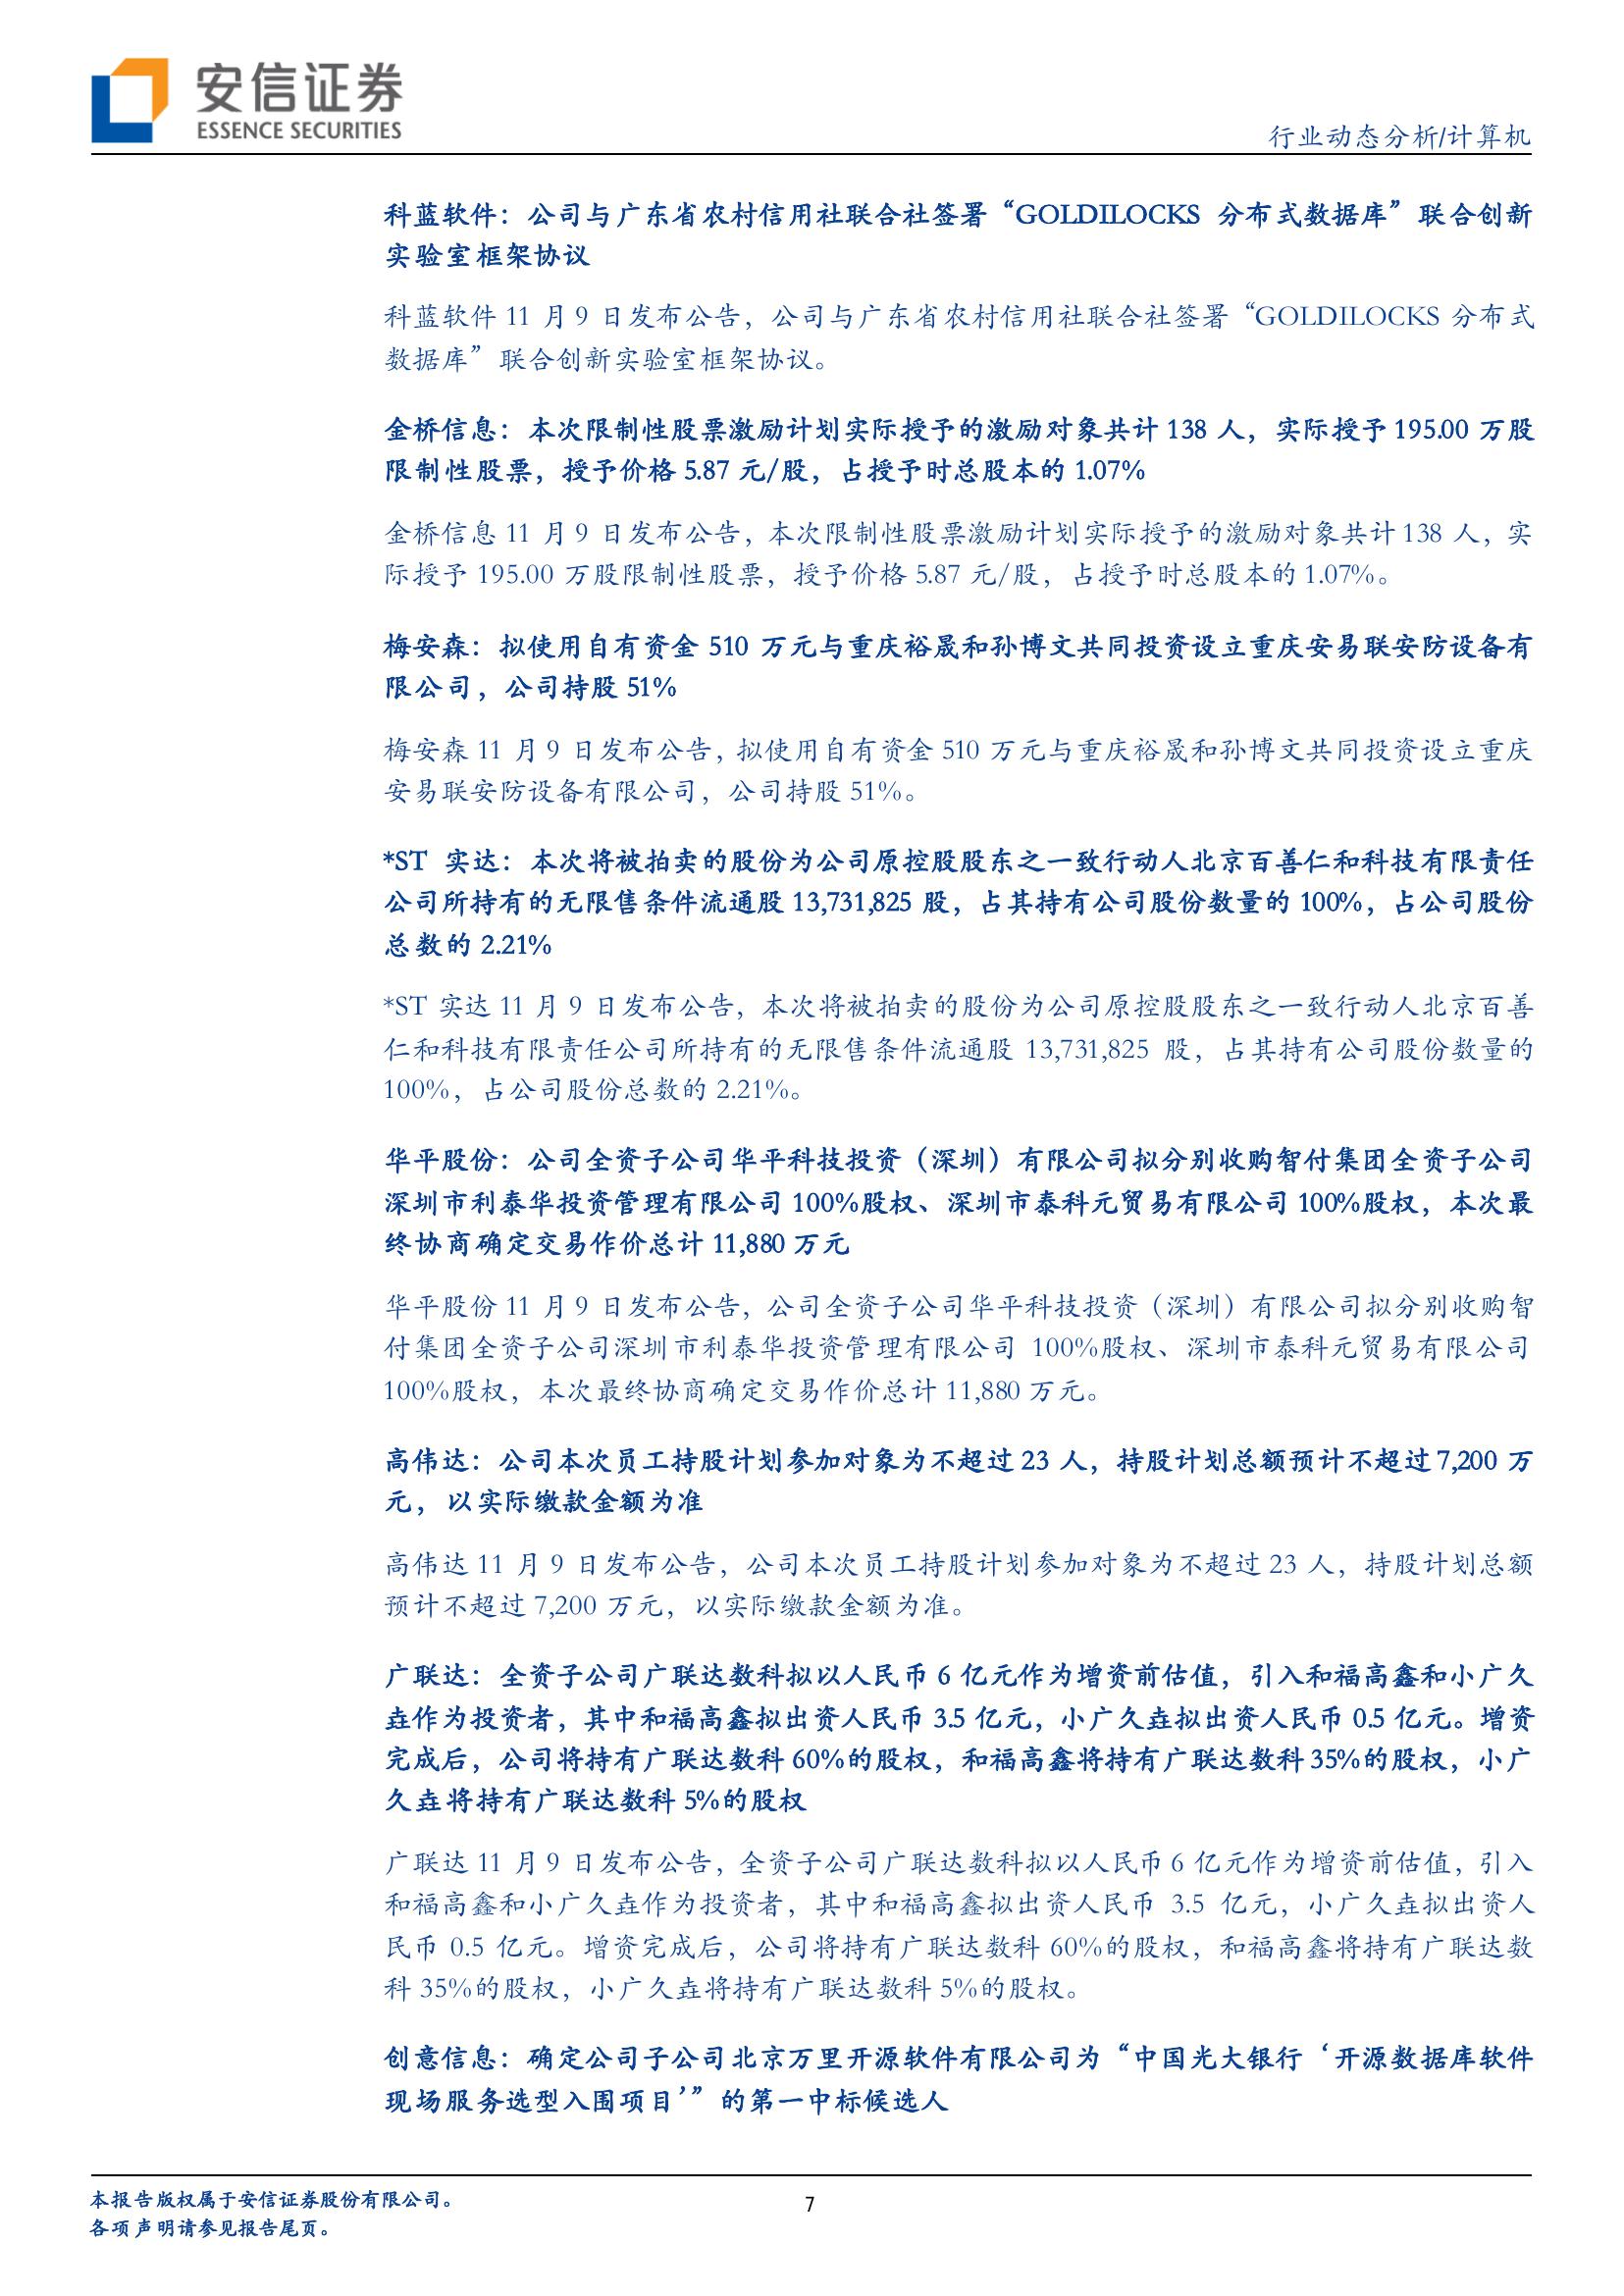 安信证券
ESSENCE SECURITIES
行业动态分析/计算机
科蓝软件：公司与广东省农村信用社联合社签署“GOLDILOCKS 分布式数据库”联合创新
实验室框架协议
科蓝软件 11 月 9 日发布公告，公司与广东省农村信用社联合社签署“GOLDILOCKS 分布式
数据库”联合创新实验室框架协议。
金桥信息：本次限制性股票激励计划实际授予的激励对象共计 138 人，实际授予 195.00 万股
限制性股票，授予价格 5.87 元/股，占授予时总股本的 1.07%
金桥信息 11 月 9 日发布公告，本次限制性股票激励计划实际授予的激励对象共计 138 人，实
际授予 195.00 万股限制性股票，授予价格 5.87 元/股，占授予时总股本的 1.07%。
梅安森：拟使用自有资金 510 万元与重庆裕晟和孙博文共同投资设立重庆安易联安防设备有
限公司，公司持股 51%
梅安森 11 月 9 日发布公告，拟使用自有资金 510 万元与重庆裕晟和孙博文共同投资设立重庆
安易联安防设备有限公司，公司持股 51%。
*ST 实达：本次将被拍卖的股份为公司原控股股东之一致行动人北京百善仁和科技有限责任
公司所持有的无限售条件流通股 13,731,825 股，占其持有公司股份数量的 100%，占公司股份
总数的 2.21%
*ST 实达 11 月 9 日发布公告，本次将被拍卖的股份为公司原控股股东之一致行动人北京百善
仁和科技有限责任公司所持有的无限售条件流通股 13,731,825 股，占其持有公司股份数量的
100%，占公司股份总数的 2.21%。
华平股份：公司全资子公司华平科技投资（深圳）有限公司拟分别收购智付集团全资子公司
深圳市利泰华投资管理有限公司 100%股权、深圳市泰科元贸易有限公司 100%股权，本次最
终协商确定交易作价总计 11,880 万元
华平股份 11 月 9 日发布公告，公司全资子公司华平科技投资（深圳）有限公司拟分别收购智
付集团全资子公司深圳市利泰华投资管理有限公司 100%股权、深圳市泰科元贸易有限公司
100%股权，本次最终协商确定交易作价总计 11,880 万元。
高伟达：公司本次员工持股计划参加对象为不超过 23 人，持股计划总额预计不超过 7,200 万
元，以实际缴款金额为准
高伟达 11 月 9 日发布公告，公司本次员工持股计划参加对象为不超过 23 人，持股计划总额
预计不超过 7,200 万元，以实际缴款金额为准。
广联达：全资子公司广联达数科拟以人民币 6 亿元作为增资前估值，引入和福高鑫和小广久
垚作为投资者，其中和福高鑫拟出资人民币 3.5 亿元，小广久垚拟出资人民币 0.5 亿元。增资
完成后，公司将持有广联达数科 60%的股权，和福高鑫将持有广联达数科 35%的股权，小广
久垚将持有广联达数科 5%的股权
广联达 11 月 9 日发布公告，全资子公司广联达数科拟以人民币 6 亿元作为增资前估值，引入
和福高鑫和小广久垚作为投资者，其中和福高鑫拟出资人民币 3.5 亿元，小广久垚拟出资人
民币 0.5 亿元。增资完成后，公司将持有广联达数科 60%的股权，和福高鑫将持有广联达数
科 35%的股权，小广久垚将持有广联达数科 5%的股权。
创意信息：确定公司子公司北京万里开源软件有限公司为“中国光大银行‘开源数据库软件
现场服务选型入围项目’”的第一中标候选人
本报告版权属于安信证券股份有限公司。
7
各项声明请参见报告尾页。